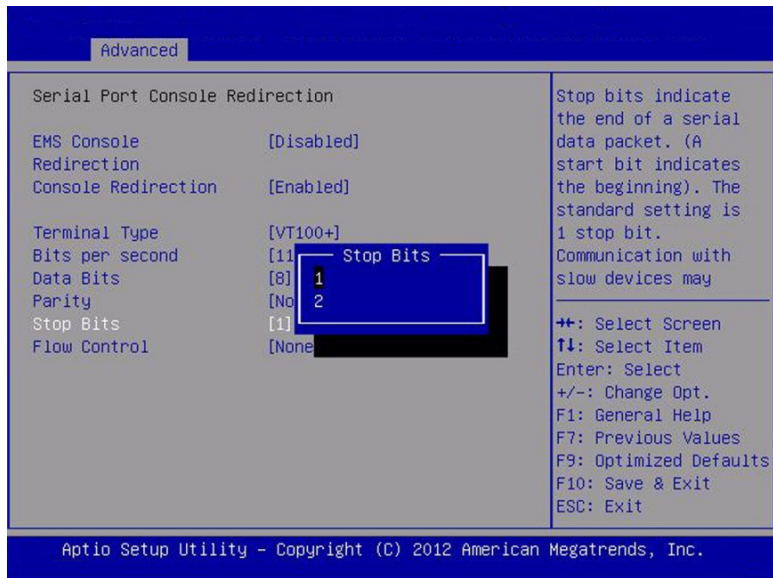 Advanced
Serial Port Console Redirection
EMS Console [Disabled]
Redirection
Console Redirection [Enabled]
Terminal Type [VT100+]
Bits per second [11
Data Bits [8]
Parity [No
Stop Bits [1]
Flow Control [None
Stop Bits
1
2
Stop bits indicate
the end of a serial
data packet. (A
start bit indicates
the beginning). The
standard setting is
1 stop bit.
Communication with
slow devices may
→←: Select Screen
↑↓: Select Item
Enter: Select
+/-: Change Opt.
F1: General Help
F7: Previous Values
F9: Optimized Defaults
F10: Save & Exit
ESC: Exit
Aptio Setup Utility - Copyright (C) 2012 American Megatrends, Inc.